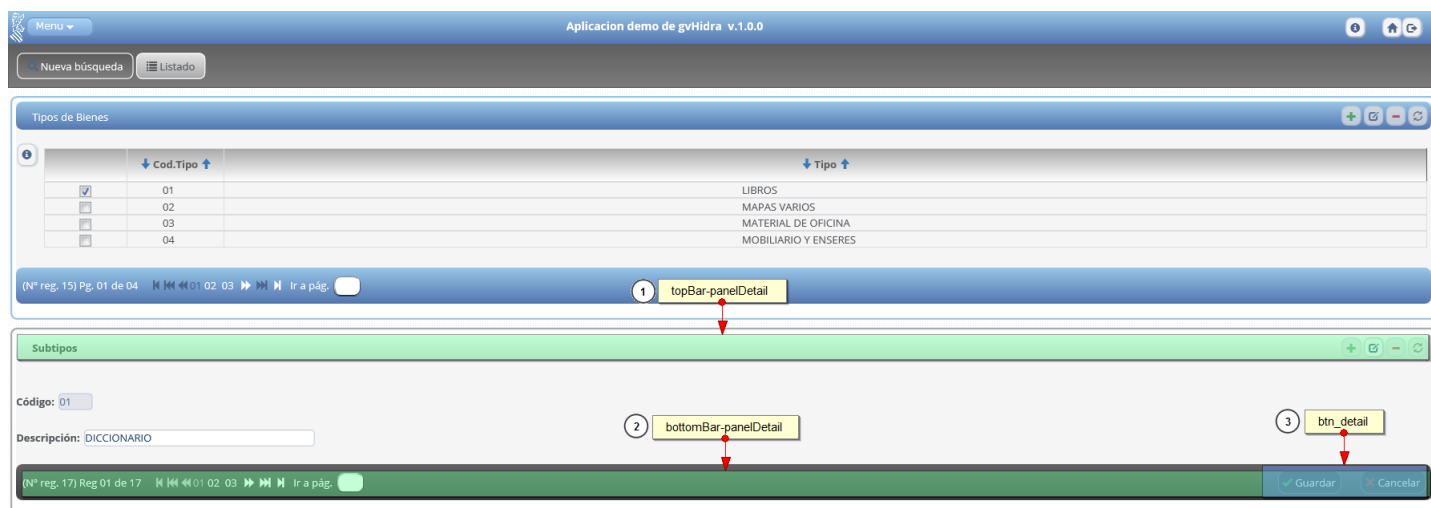 Menu
Aplicacion demo de gvHidra v.1.0.0
Nueva búsqueda Listado
Tipos de Bienes
Cod.Tipo Tipo
01 LIBROS
02 MAPAS VARIOS
03 MATERIAL DE OFICINA
04 MOBILIARIO Y ENSERES
(Nº reg. 15) Pg. 01 de 04 01 02 03 Ir a pág.
1 topBar-panelDetail
Subtipos
Código: 01
2 bottomBar-panelDetail
3 btn_detail
Descripción: DICCIONARIO
(Nº reg. 17) Reg 01 de 17 01 02 03 Ir a pág. Guardar Cancelar